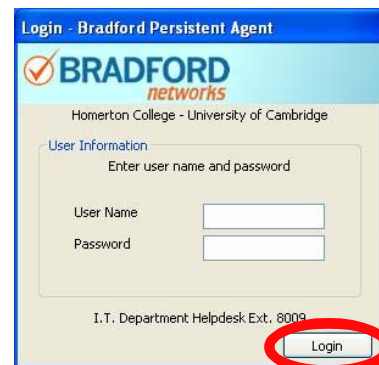 Login - Bradford Persistent Agent
BRADFORD
networks
Homerton College - University of Cambridge
User Information
Enter user name and password
User Name
Password
I.T. Department Helpdesk Ext. 8009
Login